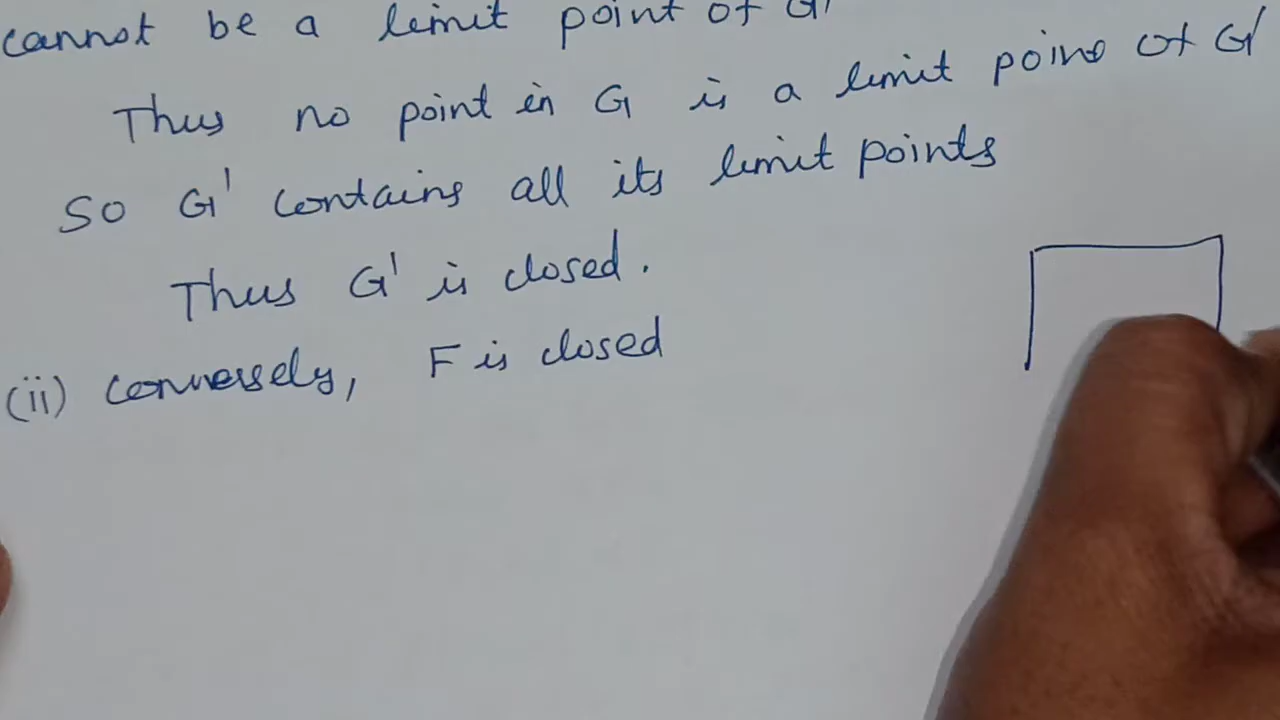 cannot be a limit point of G'
Thus no point in G is a limit point of G'
So G' contains all its limit points
Thus G' is closed.
(ii) conversely, F is closed